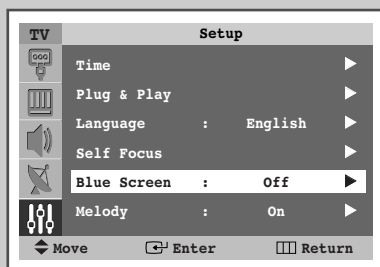 TV Setup
Time
Plug & Play
Language : English
Self Focus
Blue Screen : Off
Melody : On
Move Enter Return